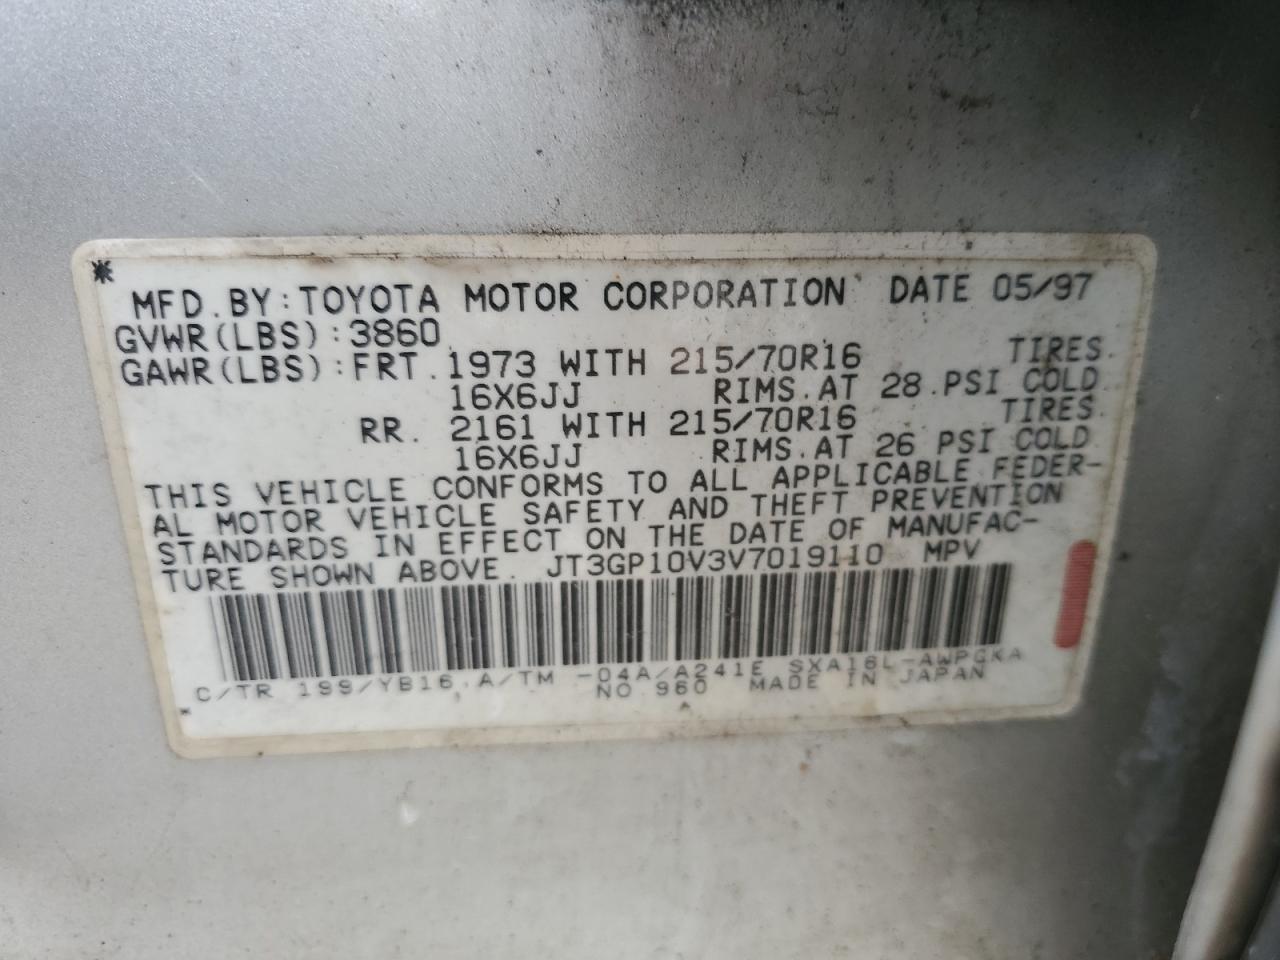 MFD. BY: TOYOTA MOTOR CORPORATION DATE 05/97
GVWR(LBS):3860
GAWR(LBS):FRT. 1973 WITH 215/70R16 TIRES.
16X6JJ RIMS. AT 28 PSI COLD
RR. 2161 WITH 215/70R16 TIRES.
16X6JJ RIMS. AT 26 PSI COLD
THIS VEHICLE CONFORMS TO ALL APPLICABLE FEDER-
AL MOTOR VEHICLE SAFETY AND THEFT PREVENTION
STANDARDS IN EFFECT ON THE DATE OF MANUFAC-
TURE SHOWN ABOVE. JT3GP10V3V7019110 MPV
C/TR 199/YB16 A/TM -04A/A241E SXA16L-AWPGKA
NO.960 MADE IN JAPAN